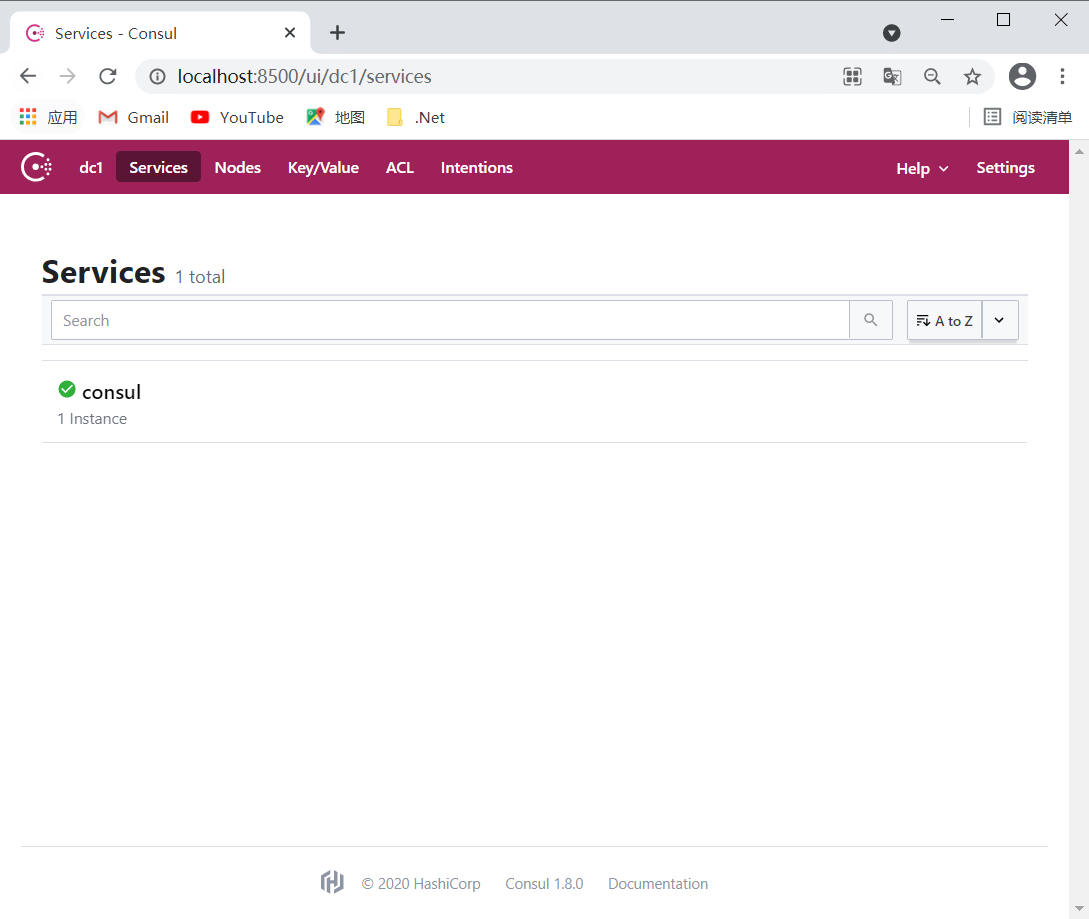 Services - Consul
localhost:8500/ui/dc1/services
应用 Gmail YouTube 地图 .Net 阅读清单
dc1 Services Nodes Key/Value ACL Intentions Help Settings
Services 1 total
Search A to Z
consul
1 Instance
© 2020 HashiCorp Consul 1.8.0 Documentation